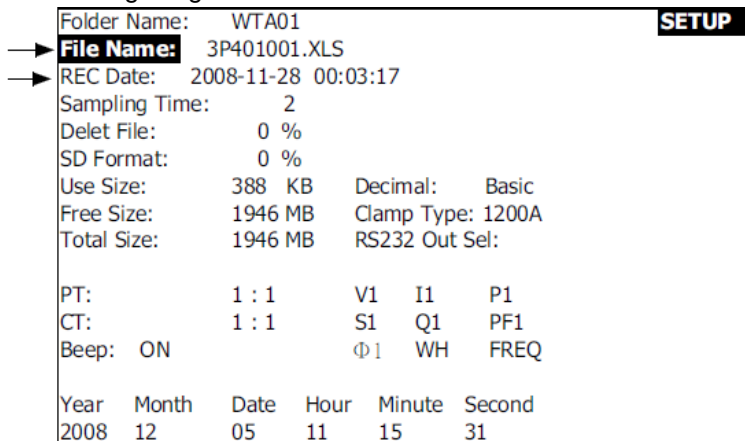 Folder Name: WTA01 SETUP
File Name: 3P401001.XLS
REC Date: 2008-11-28 00:03:17
Sampling Time: 2
Delet File: 0 %
SD Format: 0 %
Use Size: 388 KB Decimal: Basic
Free Size: 1946 MB Clamp Type: 1200A
Total Size: 1946 MB RS232 Out Sel:
PT: 1 : 1 V1 I1 P1
CT: 1 : 1 S1 Q1 PF1
Beep: ON Φ1 WH FREQ
Year Month Date Hour Minute Second
2008 12 05 11 15 31